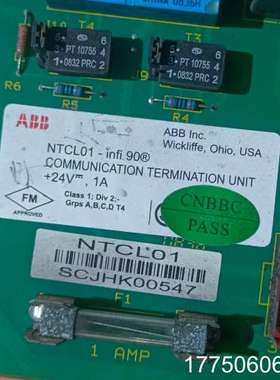 T4
T3
6
PT 10755 4
1•0832 PRC 2
6
PT 10755 4
1•0832 PRC 2
R6
J9
R5
R4
ABB
ABB Inc.
Wickliffe, Ohio, USA
NTCL01 - infi 90®
COMMUNICATION TERMINATION UNIT
+24V⎓, 1A
FM
APPROVED
Class 1; Div 2;
Grps A,B,C,D T4
CNBBC
PASS
NTCL01
SCJHK00547
F1
1 AMP
17750606